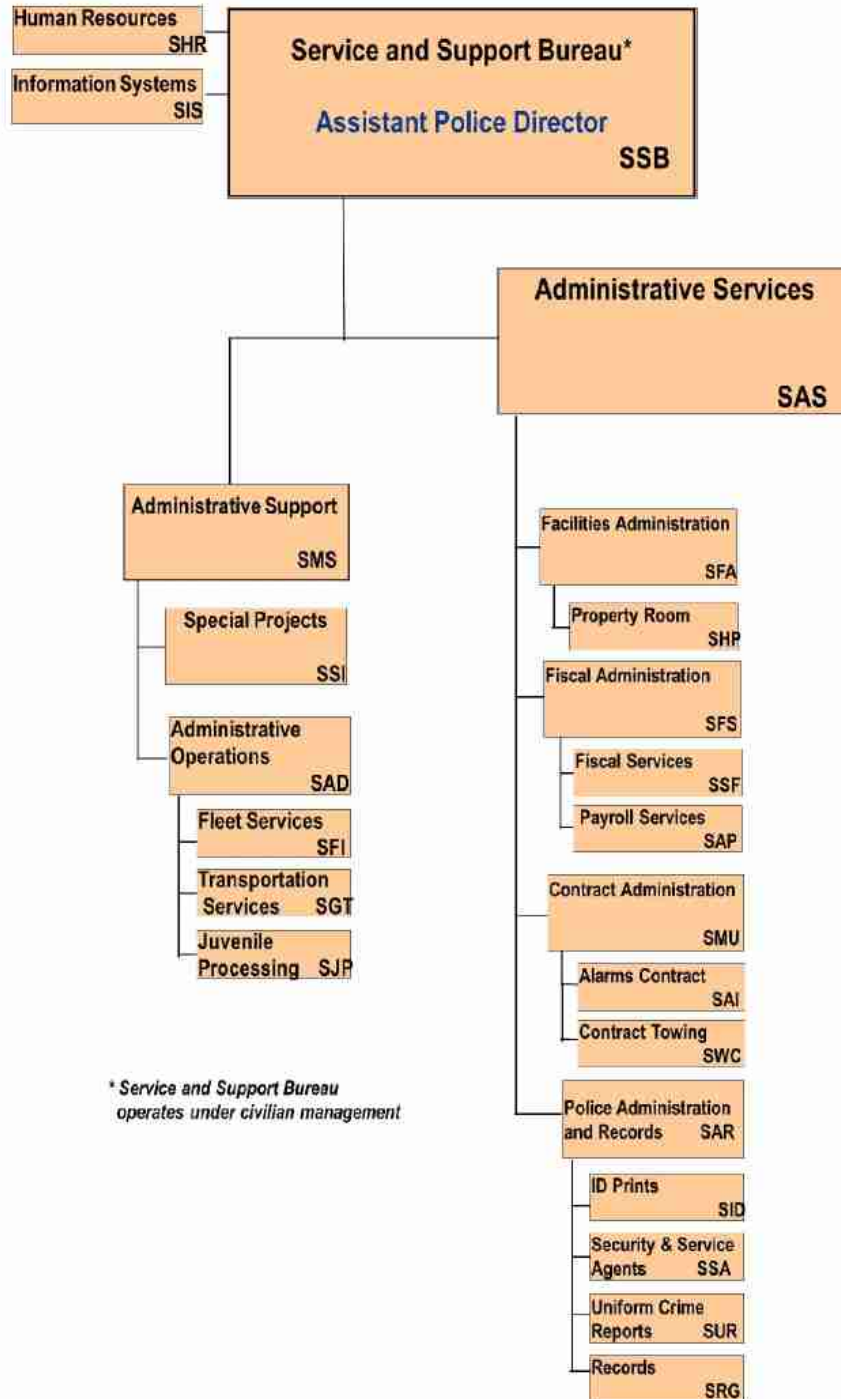 Human Resources
SHR
Information Systems
SIS
Service and Support Bureau*
Assistant Police Director
SSB
Administrative Services
SAS
Administrative Support
SMS
Special Projects
SSI
Administrative
Operations
SAD
Fleet Services
SFI
Transportation
Services SGT
Juvenile
Processing SJP
* Service and Support Bureau
operates under civilian management
Facilities Administration
SFA
Property Room
SHP
Fiscal Administration
SFS
Fiscal Services
SSF
Payroll Services
SAP
Contract Administration
SMU
Alarms Contract
SAI
Contract Towing
SWC
Police Administration
and Records SAR
ID Prints
SID
Security & Service
Agents SSA
Uniform Crime
Reports SUR
Records
SRG